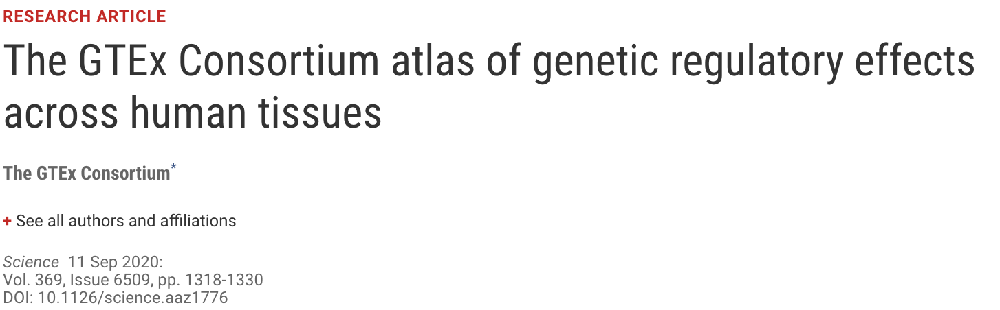 RESEARCH ARTICLE
The GTEx Consortium atlas of genetic regulatory effects
across human tissues
The GTEx Consortium*
+ See all authors and affiliations
Science 11 Sep 2020:
Vol. 369, Issue 6509, pp. 1318-1330
DOI: 10.1126/science.aaz1776